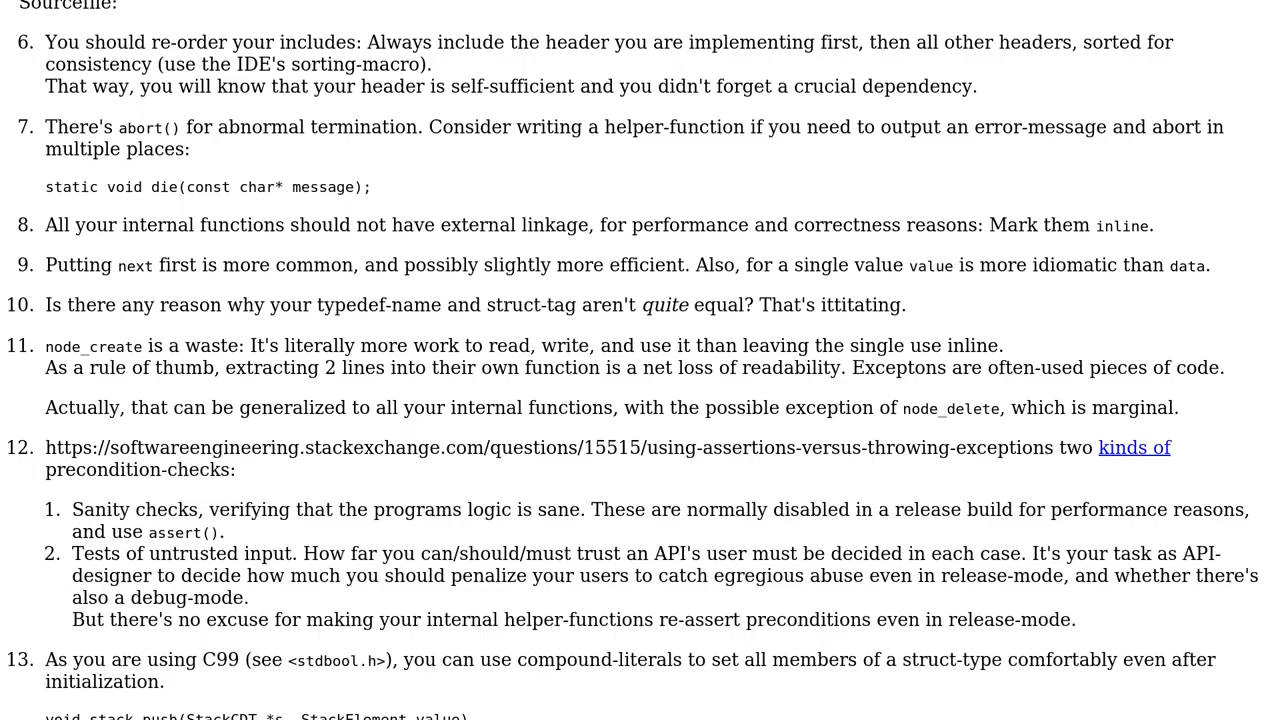 Sourcefile:
6. You should re-order your includes: Always include the header you are implementing first, then all other headers, sorted for
consistency (use the IDE's sorting-macro).
That way, you will know that your header is self-sufficient and you didn't forget a crucial dependency.
7. There's abort() for abnormal termination. Consider writing a helper-function if you need to output an error-message and abort in
multiple places:
static void die(const char* message);
8. All your internal functions should not have external linkage, for performance and correctness reasons: Mark them inline.
9. Putting next first is more common, and possibly slightly more efficient. Also, for a single value value is more idiomatic than data.
10. Is there any reason why your typedef-name and struct-tag aren't quite equal? That's ittitating.
11. node_create is a waste: It's literally more work to read, write, and use it than leaving the single use inline.
As a rule of thumb, extracting 2 lines into their own function is a net loss of readability. Exceptons are often-used pieces of code.
Actually, that can be generalized to all your internal functions, with the possible exception of node_delete, which is marginal.
12. https://softwareengineering.stackexchange.com/questions/15515/using-assertions-versus-throwing-exceptions two kinds of
precondition-checks:
1. Sanity checks, verifying that the programs logic is sane. These are normally disabled in a release build for performance reasons,
and use assert().
2. Tests of untrusted input. How far you can/should/must trust an API's user must be decided in each case. It's your task as API-
designer to decide how much you should penalize your users to catch egregious abuse even in release-mode, and whether there's
also a debug-mode.
But there's no excuse for making your internal helper-functions re-assert preconditions even in release-mode.
13. As you are using C99 (see <stdbool.h>), you can use compound-literals to set all members of a struct-type comfortably even after
initialization.
void stack_push(StackCDT *s, StackElement value)